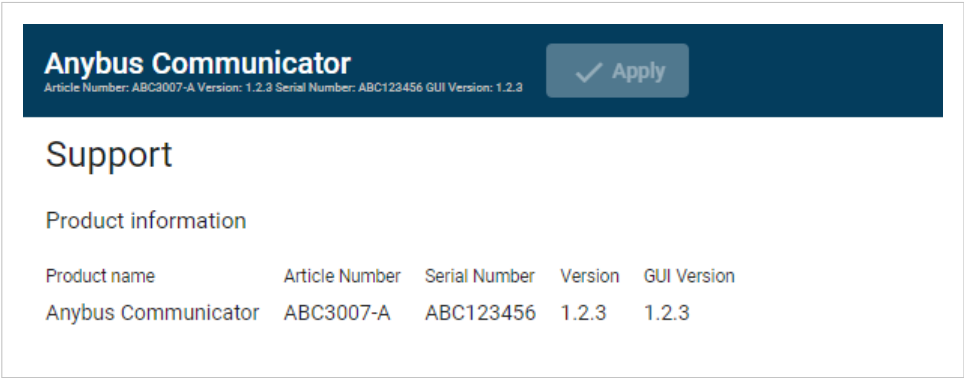 Anybus Communicator
Article Number: ABC3007-A Version: 1.2.3 Serial Number: ABC123456 GUI Version: 1.2.3
Apply
Support
Product information
Product name Article Number Serial Number Version GUI Version
Anybus Communicator ABC3007-A ABC123456 1.2.3 1.2.3